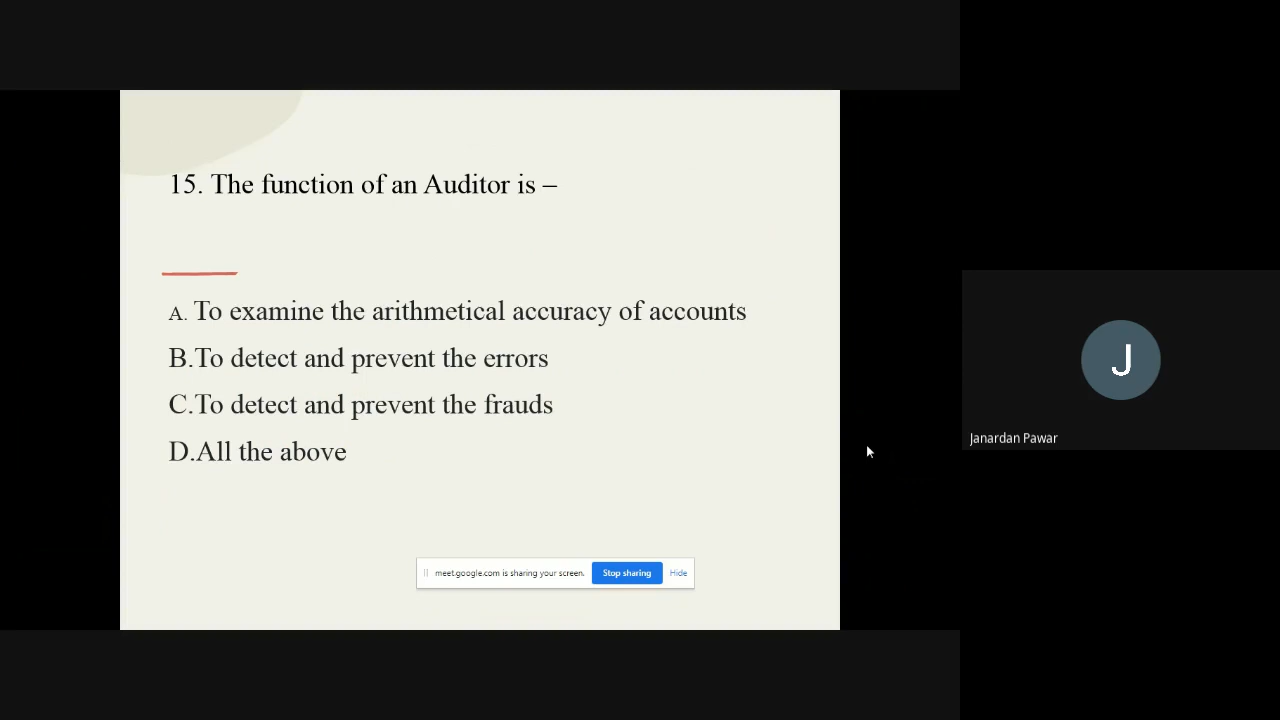 15. The function of an Auditor is –
A. To examine the arithmetical accuracy of accounts
B.To detect and prevent the errors
C.To detect and prevent the frauds
D.All the above
meet.google.com is sharing your screen. Stop sharing Hide
J
Janardan Pawar